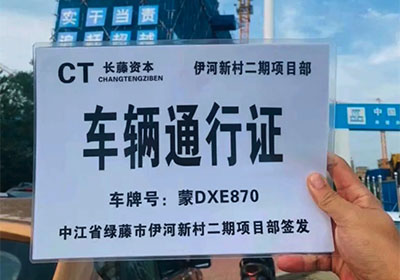 实干当责
CT 长藤资本
CHANGTENGZIBEN
伊河新村二期项目部
车辆通行证
车牌号：蒙DXE870
中江省绿藤市伊河新村二期项目部签发
中国